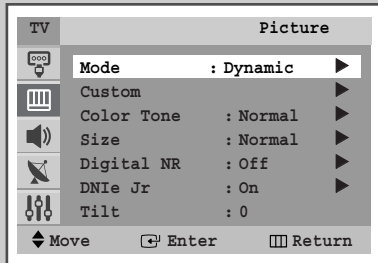 TV Picture
Mode : Dynamic
Custom
Color Tone : Normal
Size : Normal
Digital NR : Off
DNIe Jr : On
Tilt : 0
Move Enter Return